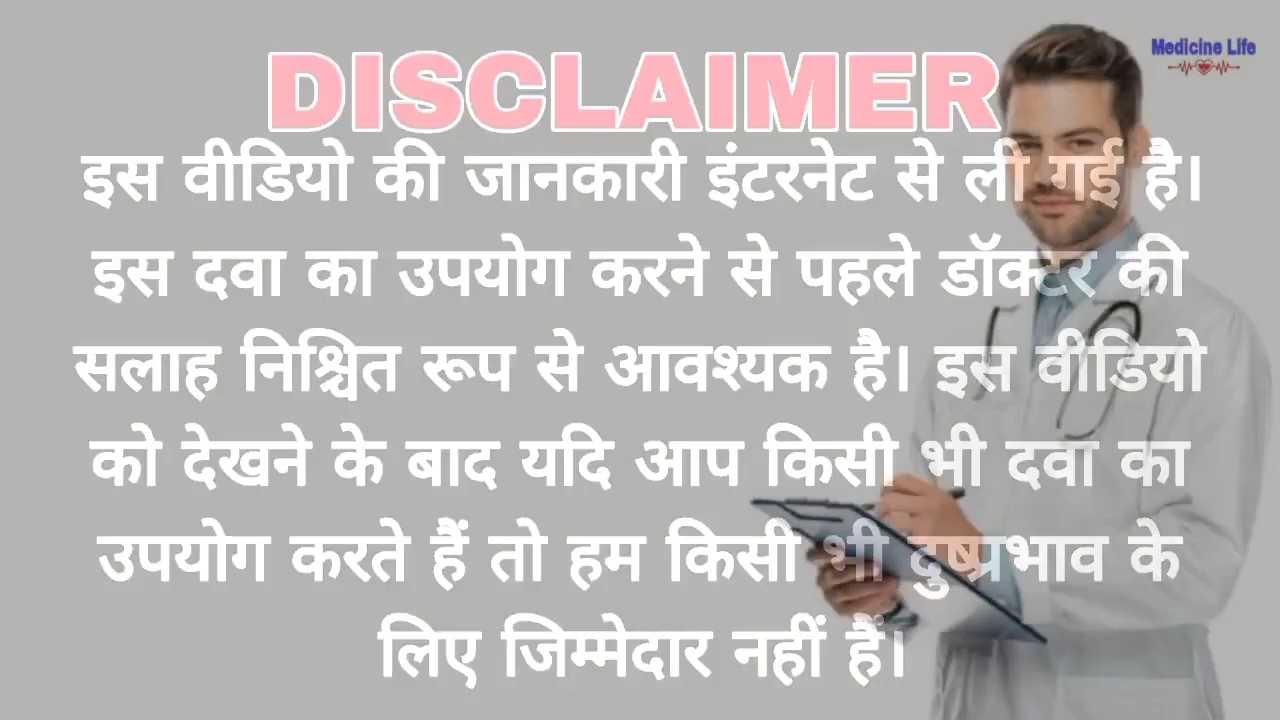 Medicine Life
DISCLAIMER
इस वीडियो की जानकारी इंटरनेट से ली गई है।
इस दवा का उपयोग करने से पहले डॉक्टर की
सलाह निश्चित रूप से आवश्यक है। इस वीडियो
को देखने के बाद यदि आप किसी भी दवा का
उपयोग करते हैं तो हम किसी भी दुष्प्रभाव के
लिए जिम्मेदार नहीं हैं।